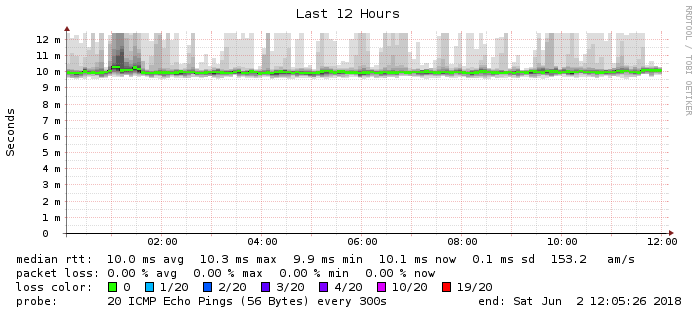 Last 12 Hours
RRDTOOL / TOBI OETIKER
Seconds
12 m
11 m
10 m
9 m
8 m
7 m
6 m
5 m
4 m
3 m
2 m
1 m
0
02:00 04:00 06:00 08:00 10:00 12:00
median rtt: 10.0 ms avg 10.3 ms max 9.9 ms min 10.1 ms now 0.1 ms sd 153.2 am/s
packet loss: 0.00 % avg 0.00 % max 0.00 % min 0.00 % now
loss color: 0 1/20 2/20 3/20 4/20 10/20 19/20
probe: 20 ICMP Echo Pings (56 Bytes) every 300s end: Sat Jun 2 12:05:26 2018